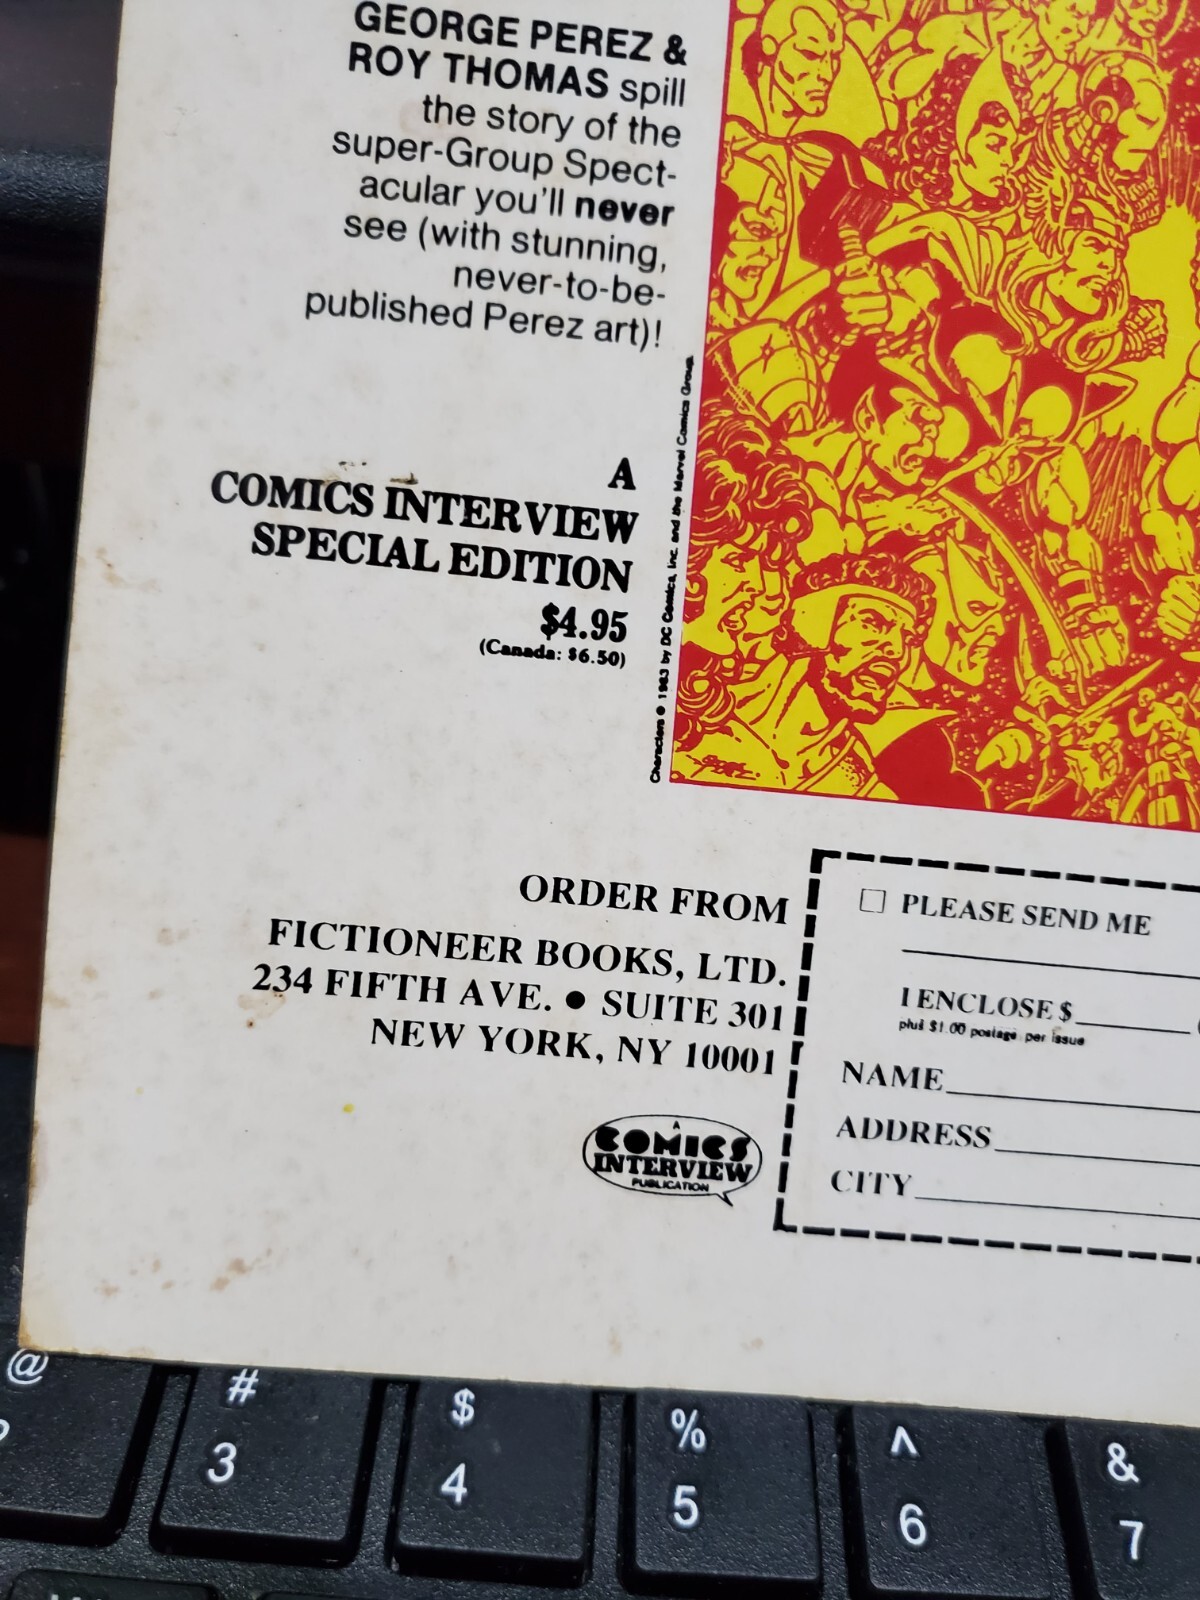 GEORGE PEREZ &
ROY THOMAS spill
the story of the
super-Group Spect-
acular you'll never
see (with stunning,
never-to-be-
published Perez art)!
Characters © 1983 by DC Comics, Inc. and the Marvel Comics Group.
A
COMICS INTERVIEW
SPECIAL EDITION
$4.95
(Canada: $6.50)
ORDER FROM
FICTIONEER BOOKS, LTD.
234 FIFTH AVE. ● SUITE 301
NEW YORK, NY 10001
A
COMICS
INTERVIEW
PUBLICATION
PLEASE SEND ME
I ENCLOSE $
plus $1.00 postage per issue
NAME
ADDRESS
CITY
@ # $ % ^ &
3 4 5 6 7